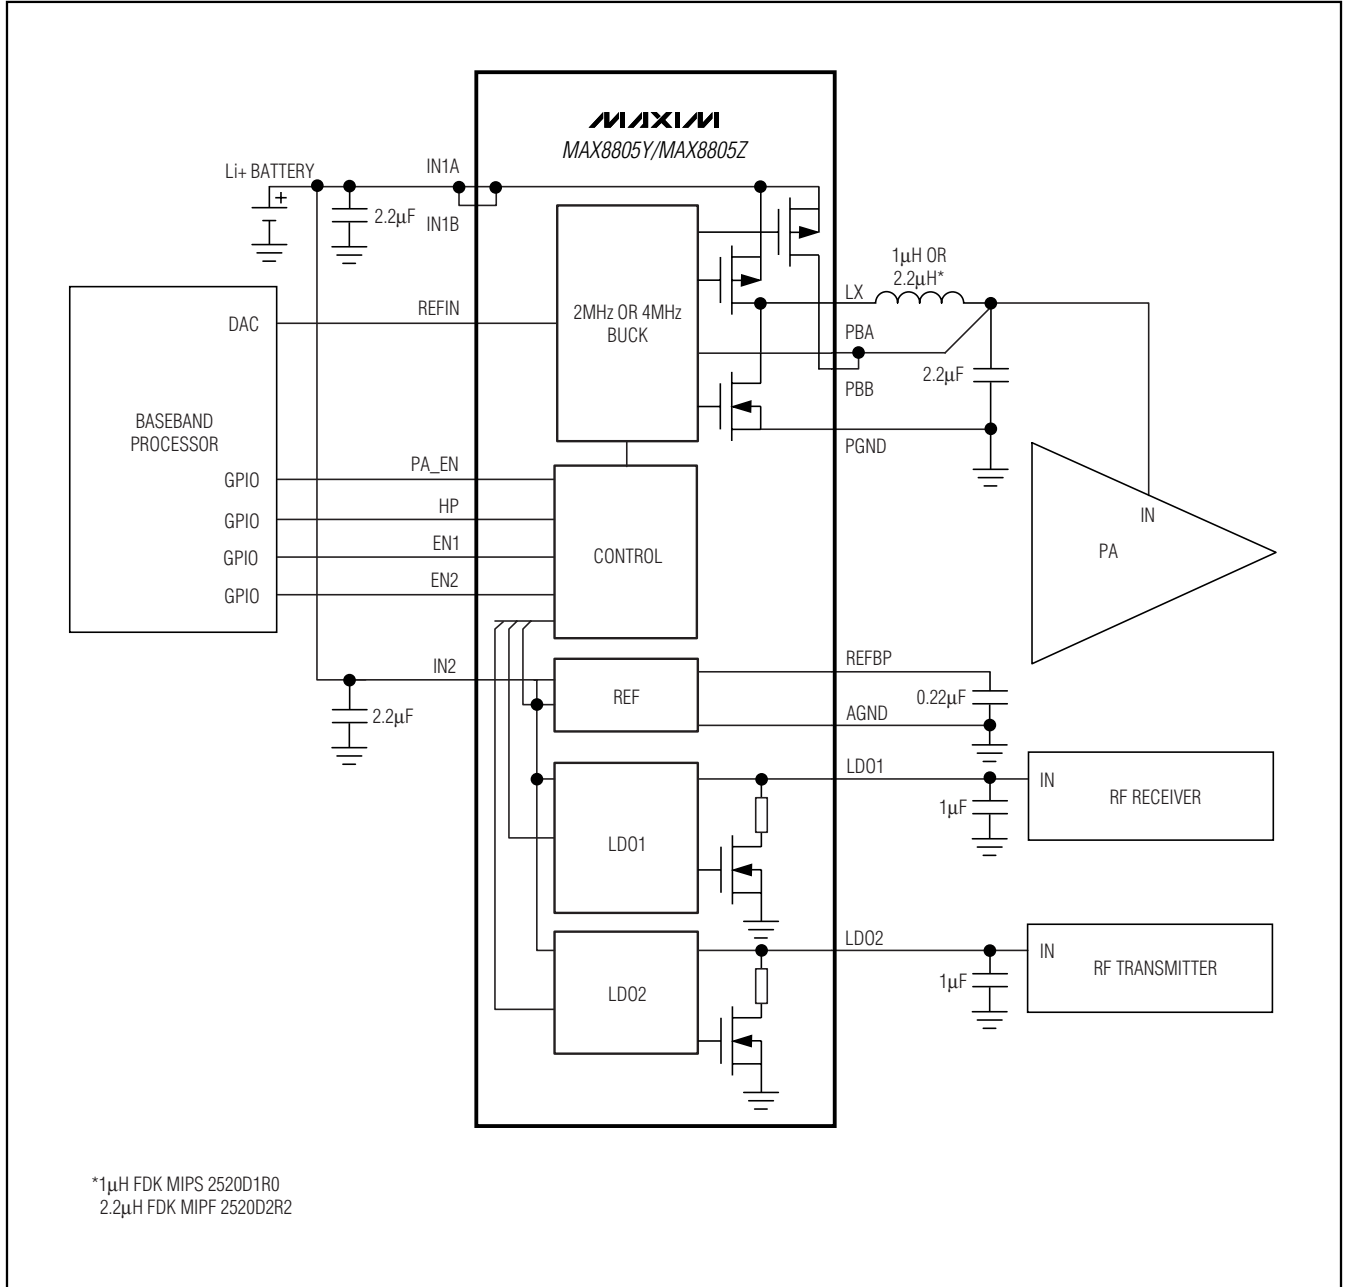 MAXIM
MAX8805Y/MAX8805Z
Li+ BATTERY
+
2.2µF
IN1A
IN1B
REFIN
DAC
BASEBAND
PROCESSOR
GPIO
GPIO
GPIO
GPIO
PA_EN
HP
EN1
EN2
IN2
2.2µF
2MHz OR 4MHz
BUCK
CONTROL
REF
LDO1
LDO2
LX
1µH OR
2.2µH*
PBA
PBB
2.2µF
PGND
IN
PA
REFBP
0.22µF
AGND
LDO1
1µF
IN
RF RECEIVER
LDO2
1µF
IN
RF TRANSMITTER
*1µH FDK MIPS 2520D1R0
2.2µH FDK MIPF 2520D2R2